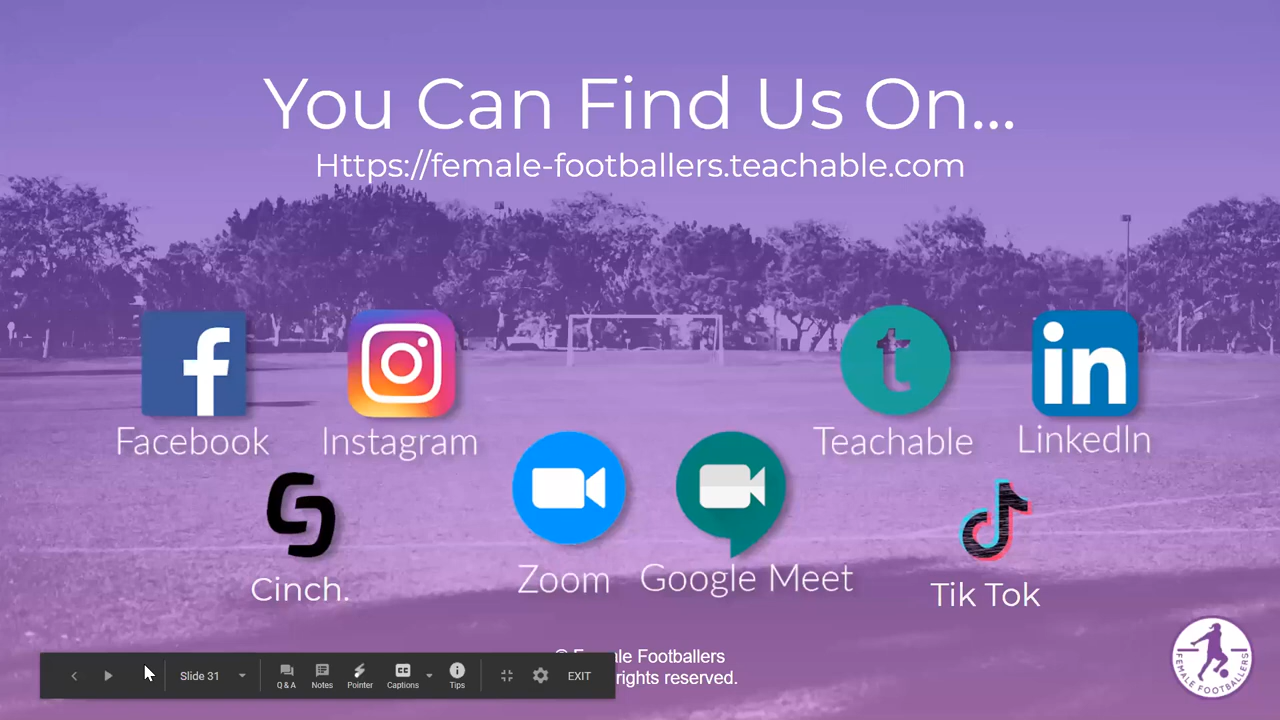 You Can Find Us On...
Https://female-footballers.teachable.com
Facebook
Instagram
Teachable
LinkedIn
Cinch.
Zoom
Google Meet
Tik Tok
Female Footballers
rights reserved.
Slide 31
Q & A
Notes
Pointer
Captions
Tips
EXIT
FEMALE FOOTBALLERS